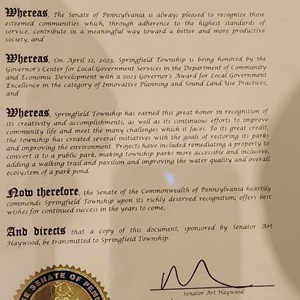 Whereas, The Senate of Pennsylvania is always pleased to recognize those
esteemed communities which, through adherence to the highest standards of
service, contribute in a meaningful way toward a better and more productive
society; and
Whereas, On April 12, 2023, Springfield Township is being honored by the
Governor's Center for Local Government Services in the Department of Community
and Economic Development with a 2023 Governor's Award for Local Government
Excellence in the category of Innovative Planning and Sound Land Use Practices,
and
Whereas, Springfield Township has earned this great honor in recognition of
its creativity and accomplishments, as well as its continuous efforts to improve
community life and meet the many challenges which it faces. To its great credit,
the township has created several initiatives with the goals of restoring its parks
and improving the environment. Projects have included remediating a property to
convert it to a public park, making township parks more accessible and inclusive,
adding a walking trail and pavilion and improving the water quality and overall
ecosystem of a park pond.
Now therefore, the Senate of the Commonwealth of Pennsylvania heartily
commends Springfield Township upon its richly deserved recognition; offers best
wishes for continued success in the years to come;
And directs that a copy of this document, sponsored by Senator Art
Haywood, be transmitted to Springfield Township.
SENATE OF PENN
Senator Art Haywood